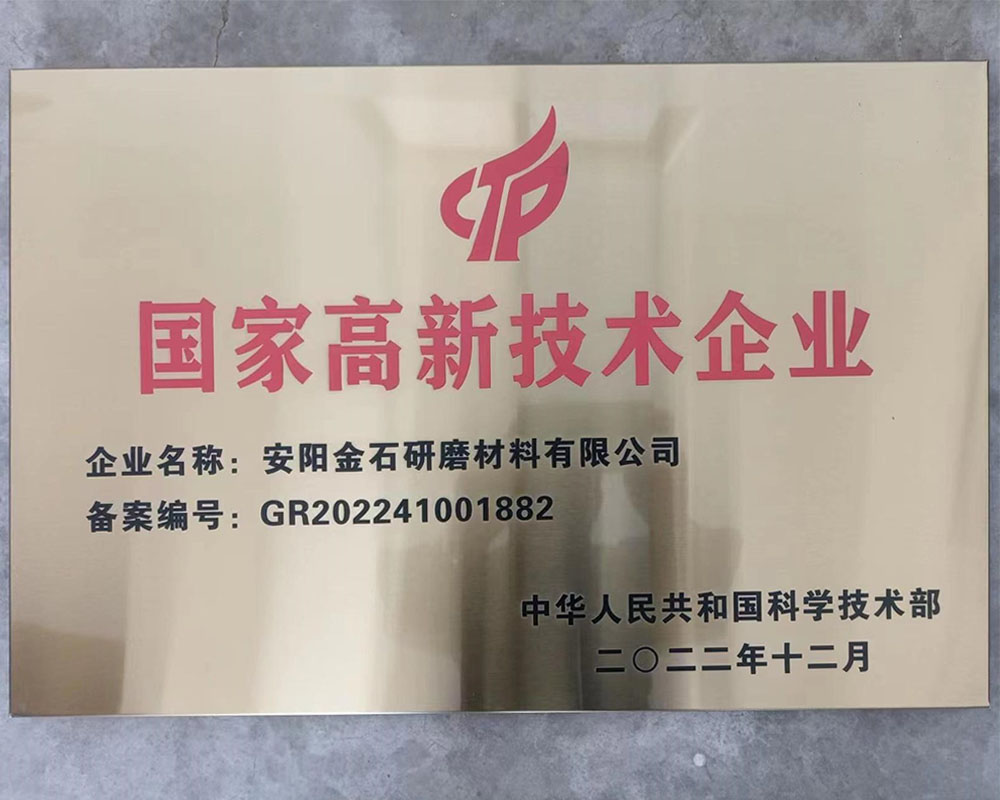 CTP
国家高新技术企业
企业名称：安阳金石研磨材料有限公司
备案编号：GR202241001882
中华人民共和国科学技术部
二〇二二年十二月